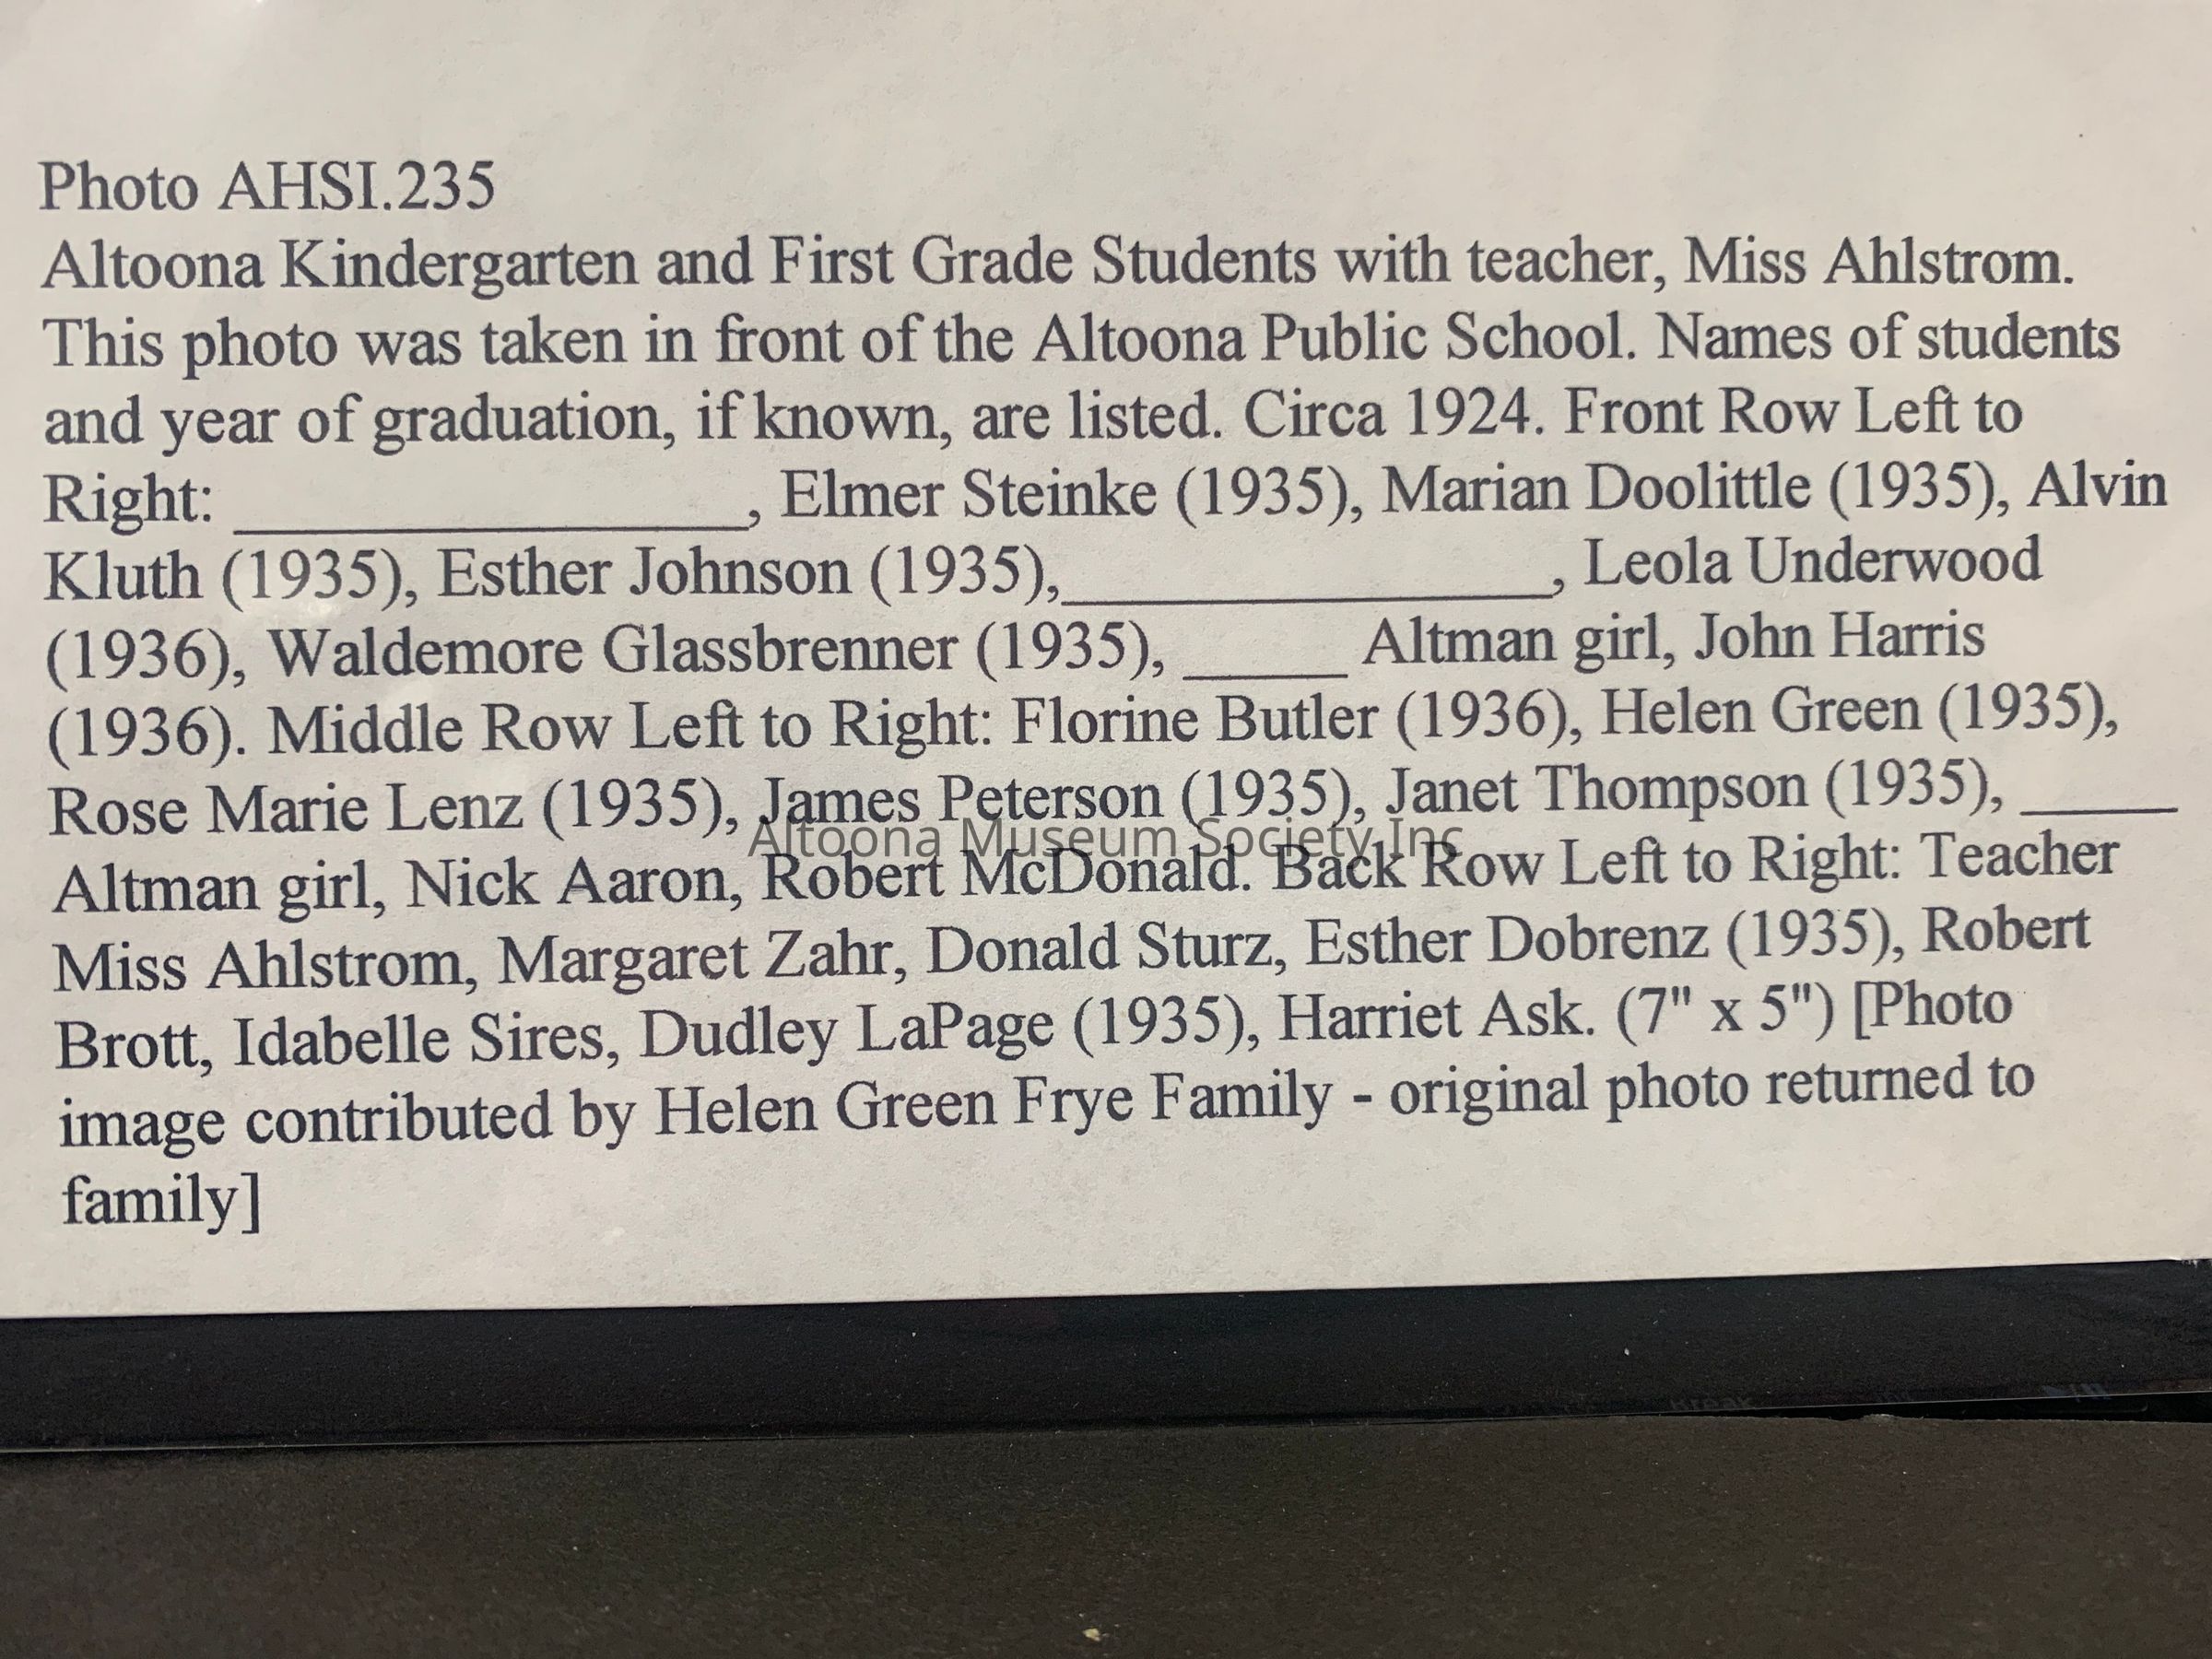 Photo AHSI.235
Altoona Kindergarten and First Grade Students with teacher, Miss Ahlstrom.
This photo was taken in front of the Altoona Public School. Names of students
and year of graduation, if known, are listed. Circa 1924. Front Row Left to
Right: _______________, Elmer Steinke (1935), Marian Doolittle (1935), Alvin
Kluth (1935), Esther Johnson (1935),_______________, Leola Underwood
(1936), Waldemore Glassbrenner (1935), _____ Altman girl, John Harris
(1936). Middle Row Left to Right: Florine Butler (1936), Helen Green (1935),
Rose Marie Lenz (1935), James Peterson (1935), Janet Thompson (1935), _____
Altoona Museum Society Inc
Altman girl, Nick Aaron, Robert McDonald. Back Row Left to Right: Teacher
Miss Ahlstrom, Margaret Zahr, Donald Sturz, Esther Dobrenz (1935), Robert
Brott, Idabelle Sires, Dudley LaPage (1935), Harriet Ask. (7" x 5") [Photo
image contributed by Helen Green Frye Family - original photo returned to
family]